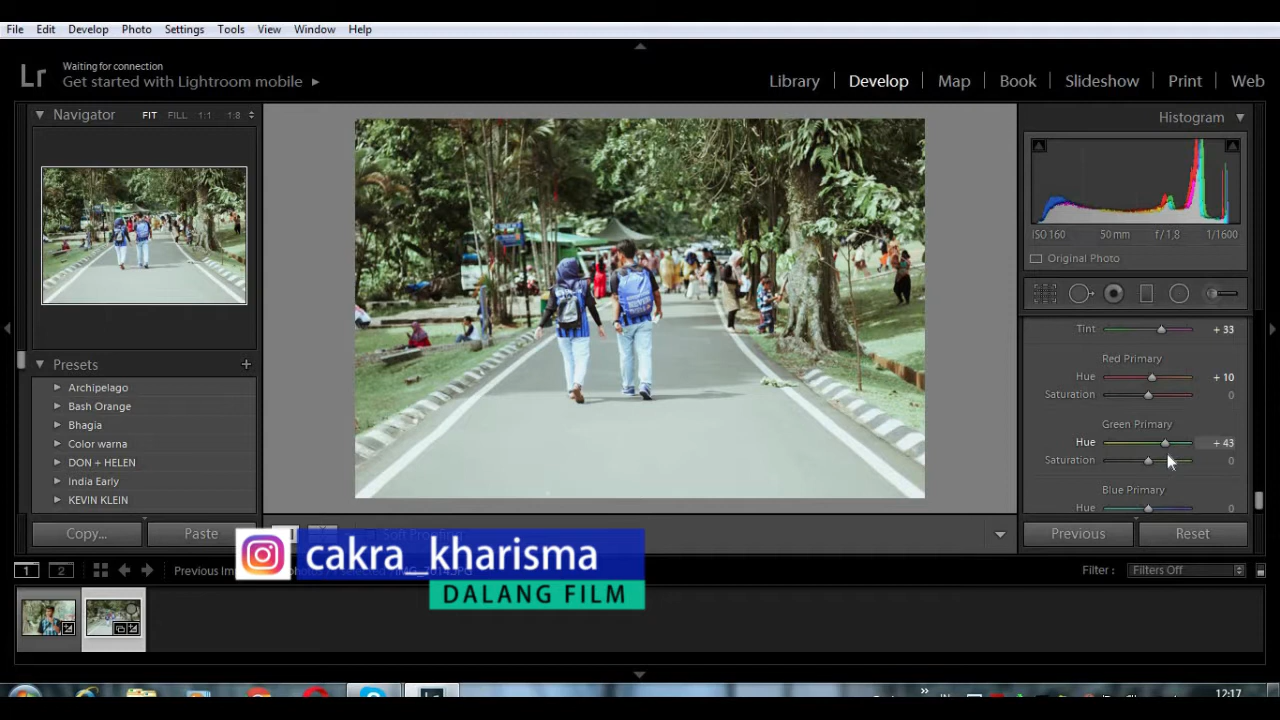 File Edit Develop Photo Settings Tools View Window Help
Lr
Waiting for connection
Get started with Lightroom mobile
Library Develop Map Book Slideshow Print Web
Navigator FIT FILL 1:1 1:8
Histogram
ISO 160 50 mm f / 1,8 1/1600
Original Photo
Tint + 33
Red Primary
Hue + 10
Saturation 0
Green Primary
Hue + 43
Saturation 0
Blue Primary
Hue 0
Presets +
Archipelago
Bash Orange
Bhagia
Color warna
DON + HELEN
India Early
KEVIN KLEIN
Copy... Paste
Soft Proofing
Previous Reset
cakra_kharisma
DALANG FILM
1 2
Filter : Filters Off
12:17